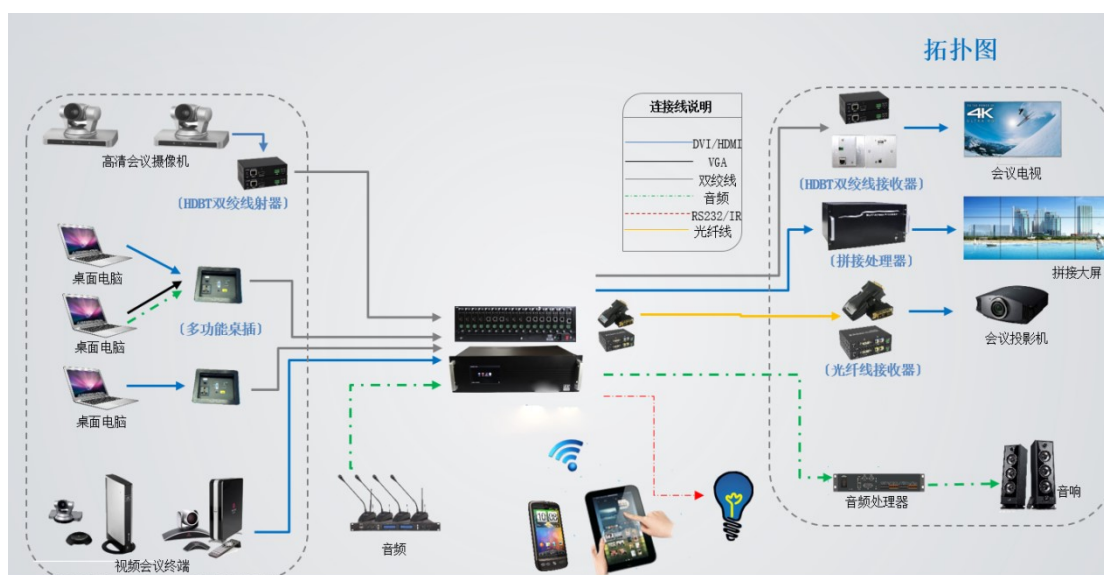 拓扑图
连接线说明
DVI/HDMI
VGA
双绞线
音频
RS232/IR
光纤线
高清会议摄像机
(HDBT双绞线射器)
桌面电脑
桌面电脑
(多功能桌插)
桌面电脑
视频会议终端
音频
4K
会议电视
(HDBT双绞线接收器)
(拼接处理器)
拼接大屏
会议投影机
(光纤线接收器)
音频处理器
音响